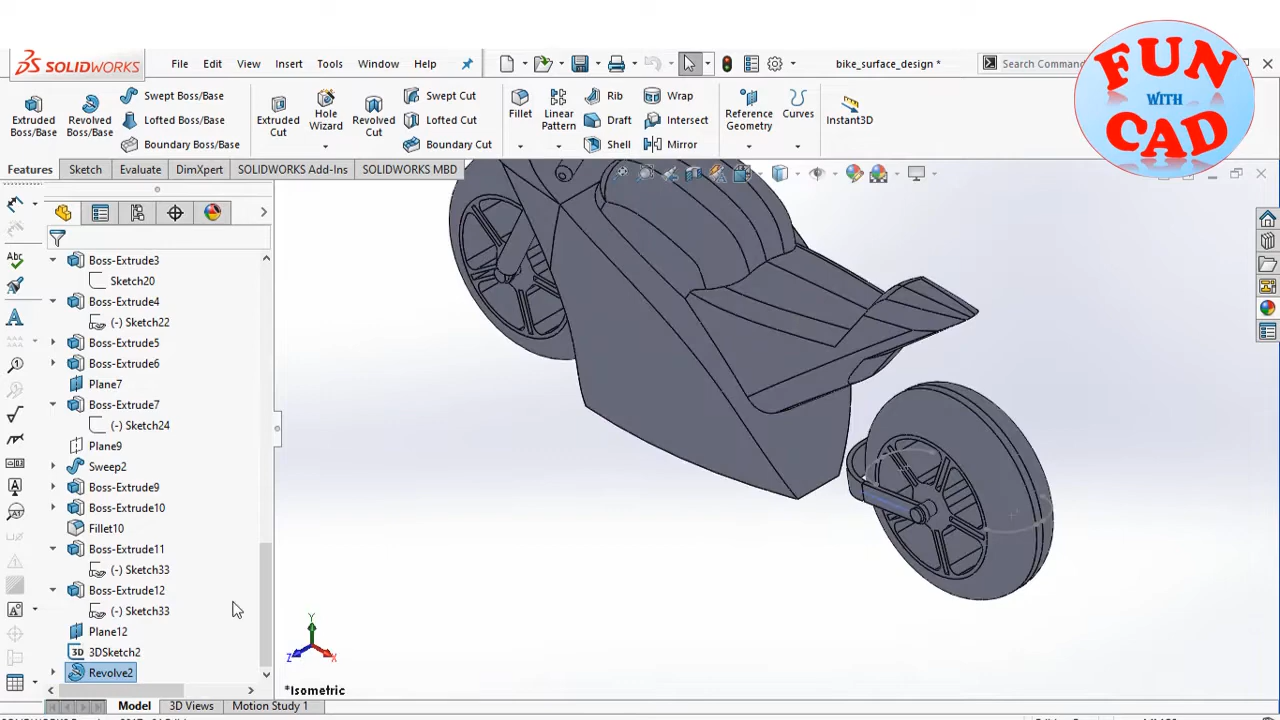 FUN
WITH
CAD
SOLIDWORKS
File Edit View Insert Tools Window Help
bike_surface_design *
Search Comman
Extruded Boss/Base
Revolved Boss/Base
Swept Boss/Base
Lofted Boss/Base
Boundary Boss/Base
Extruded Cut
Hole Wizard
Revolved Cut
Swept Cut
Lofted Cut
Boundary Cut
Fillet
Linear Pattern
Rib
Draft
Shell
Wrap
Intersect
Mirror
Reference Geometry
Curves
Instant3D
Features Sketch Evaluate DimXpert SOLIDWORKS Add-Ins SOLIDWORKS MBD
Abc
Boss-Extrude3
Sketch20
Boss-Extrude4
(-) Sketch22
Boss-Extrude5
Boss-Extrude6
Plane7
Boss-Extrude7
(-) Sketch24
Plane9
Sweep2
Boss-Extrude9
Boss-Extrude10
Fillet10
Boss-Extrude11
(-) Sketch33
Boss-Extrude12
(-) Sketch33
Plane12
3D 3DSketch2
Revolve2
Y
Z X
*Isometric
Model 3D Views Motion Study 1